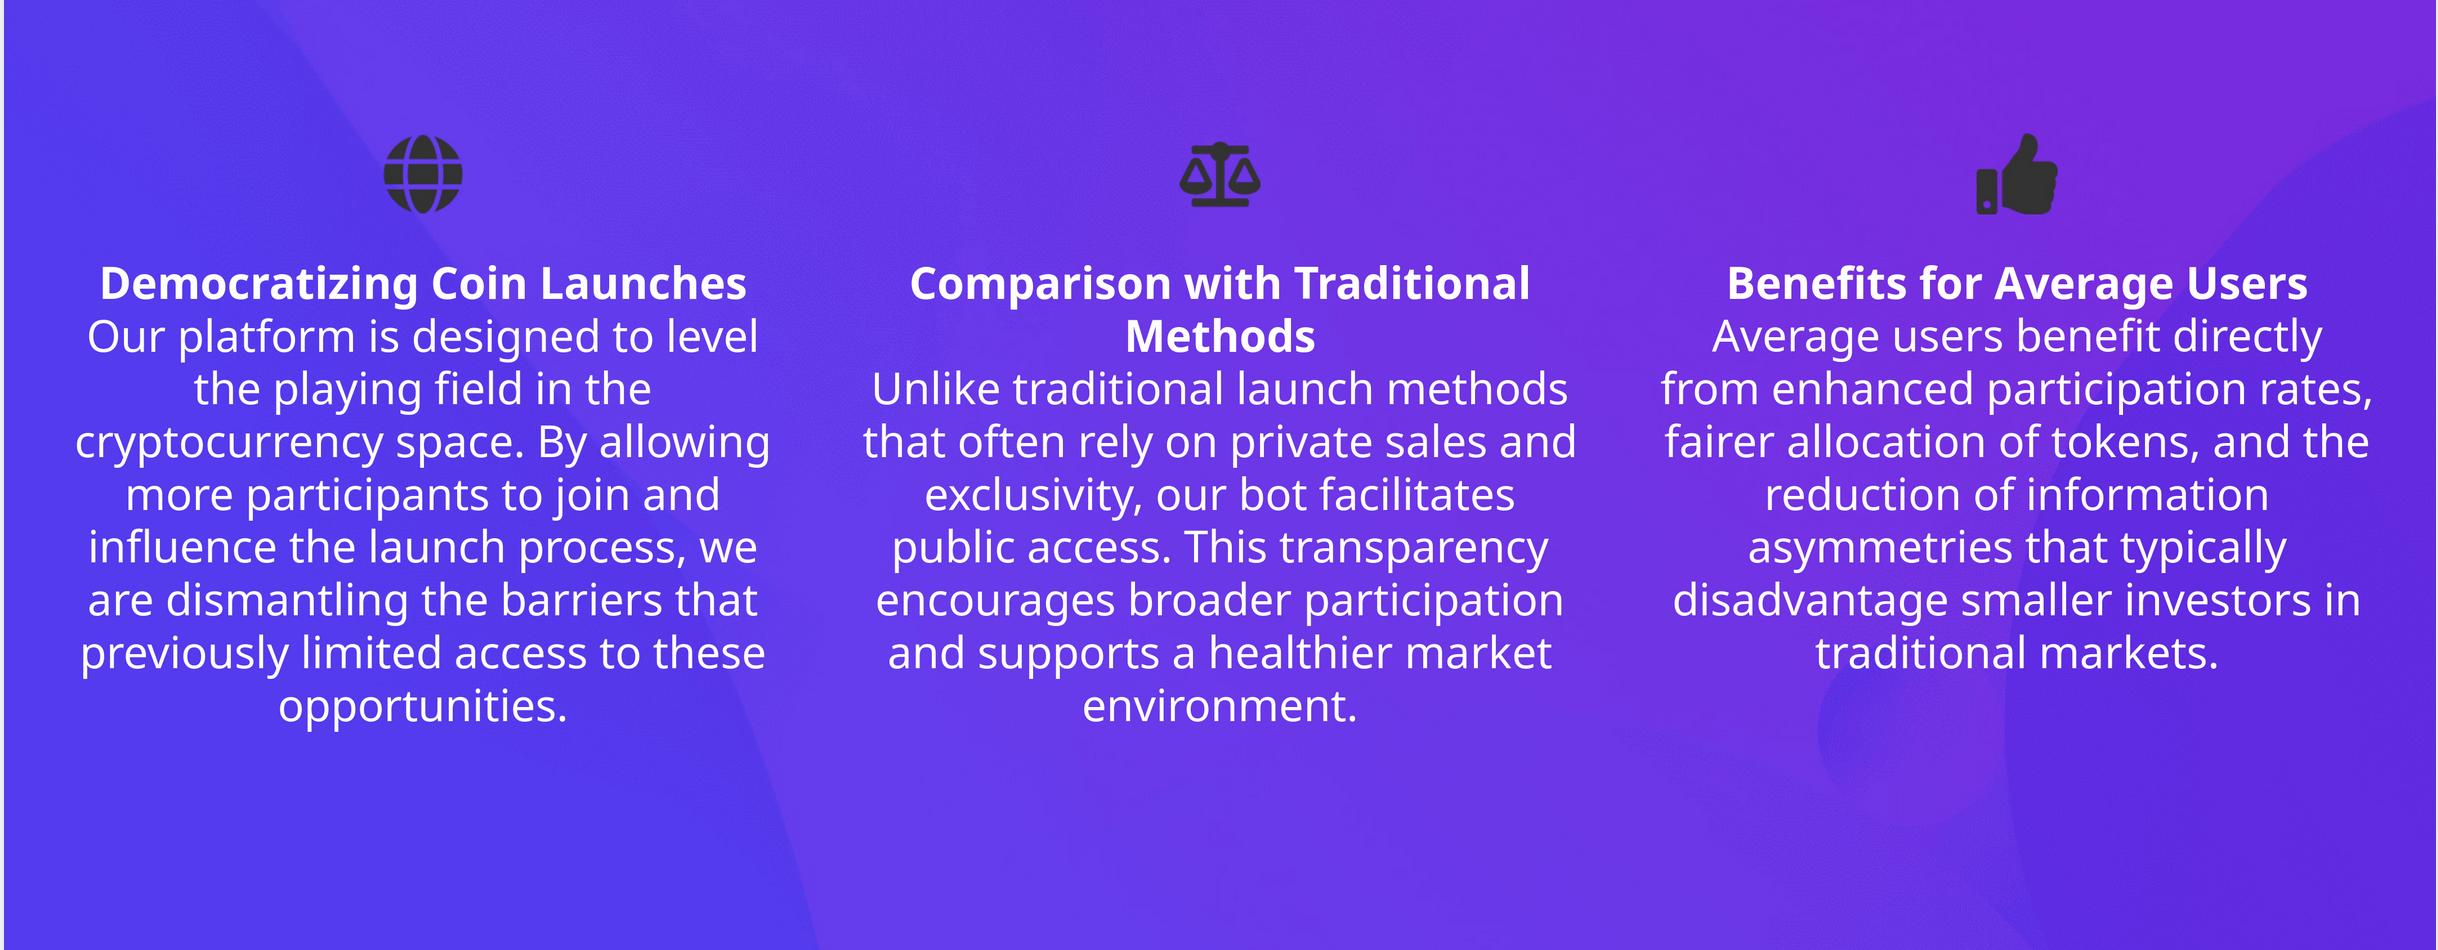 Democratizing Coin Launches
Our platform is designed to level
the playing field in the
cryptocurrency space. By allowing
more participants to join and
influence the launch process, we
are dismantling the barriers that
previously limited access to these
opportunities.
Comparison with Traditional
Methods
Unlike traditional launch methods
that often rely on private sales and
exclusivity, our bot facilitates
public access. This transparency
encourages broader participation
and supports a healthier market
environment.
Benefits for Average Users
Average users benefit directly
from enhanced participation rates,
fairer allocation of tokens, and the
reduction of information
asymmetries that typically
disadvantage smaller investors in
traditional markets.